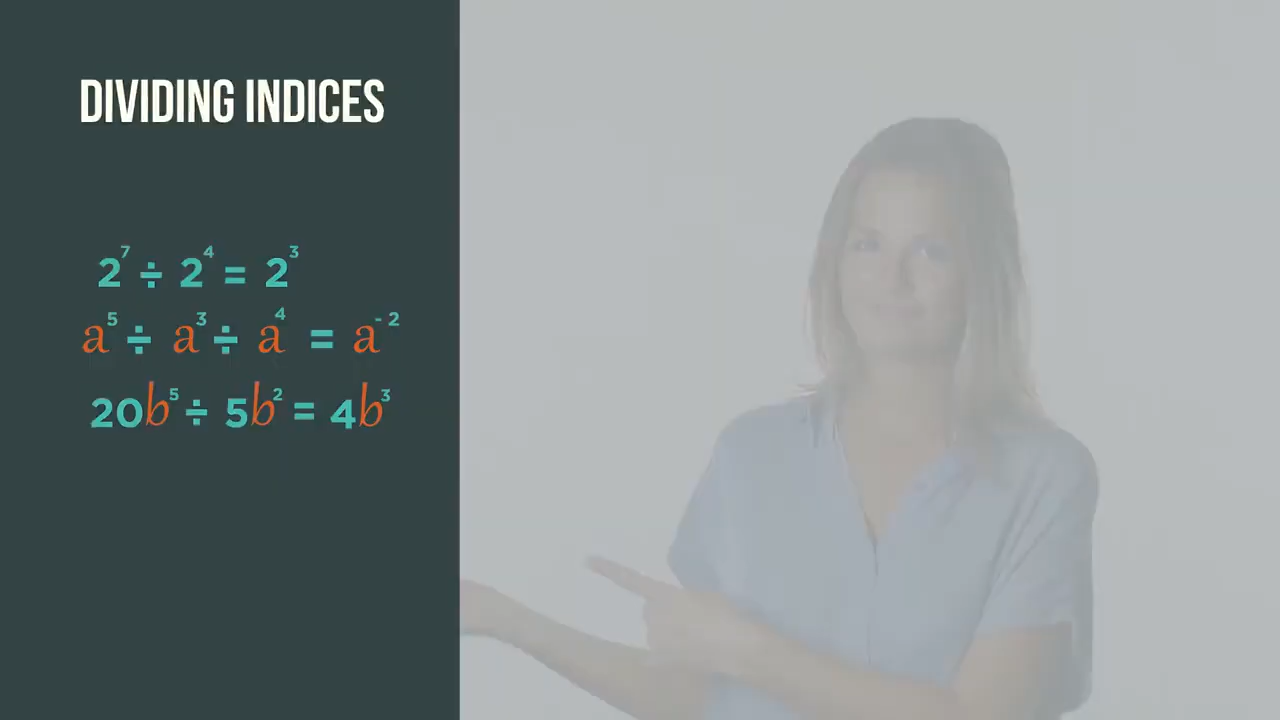 DIVIDING INDICES
2⁷ ÷ 2⁴ = 2³
a⁵ ÷ a³ ÷ a⁴ = a⁻²
20b⁵ ÷ 5b² = 4b³